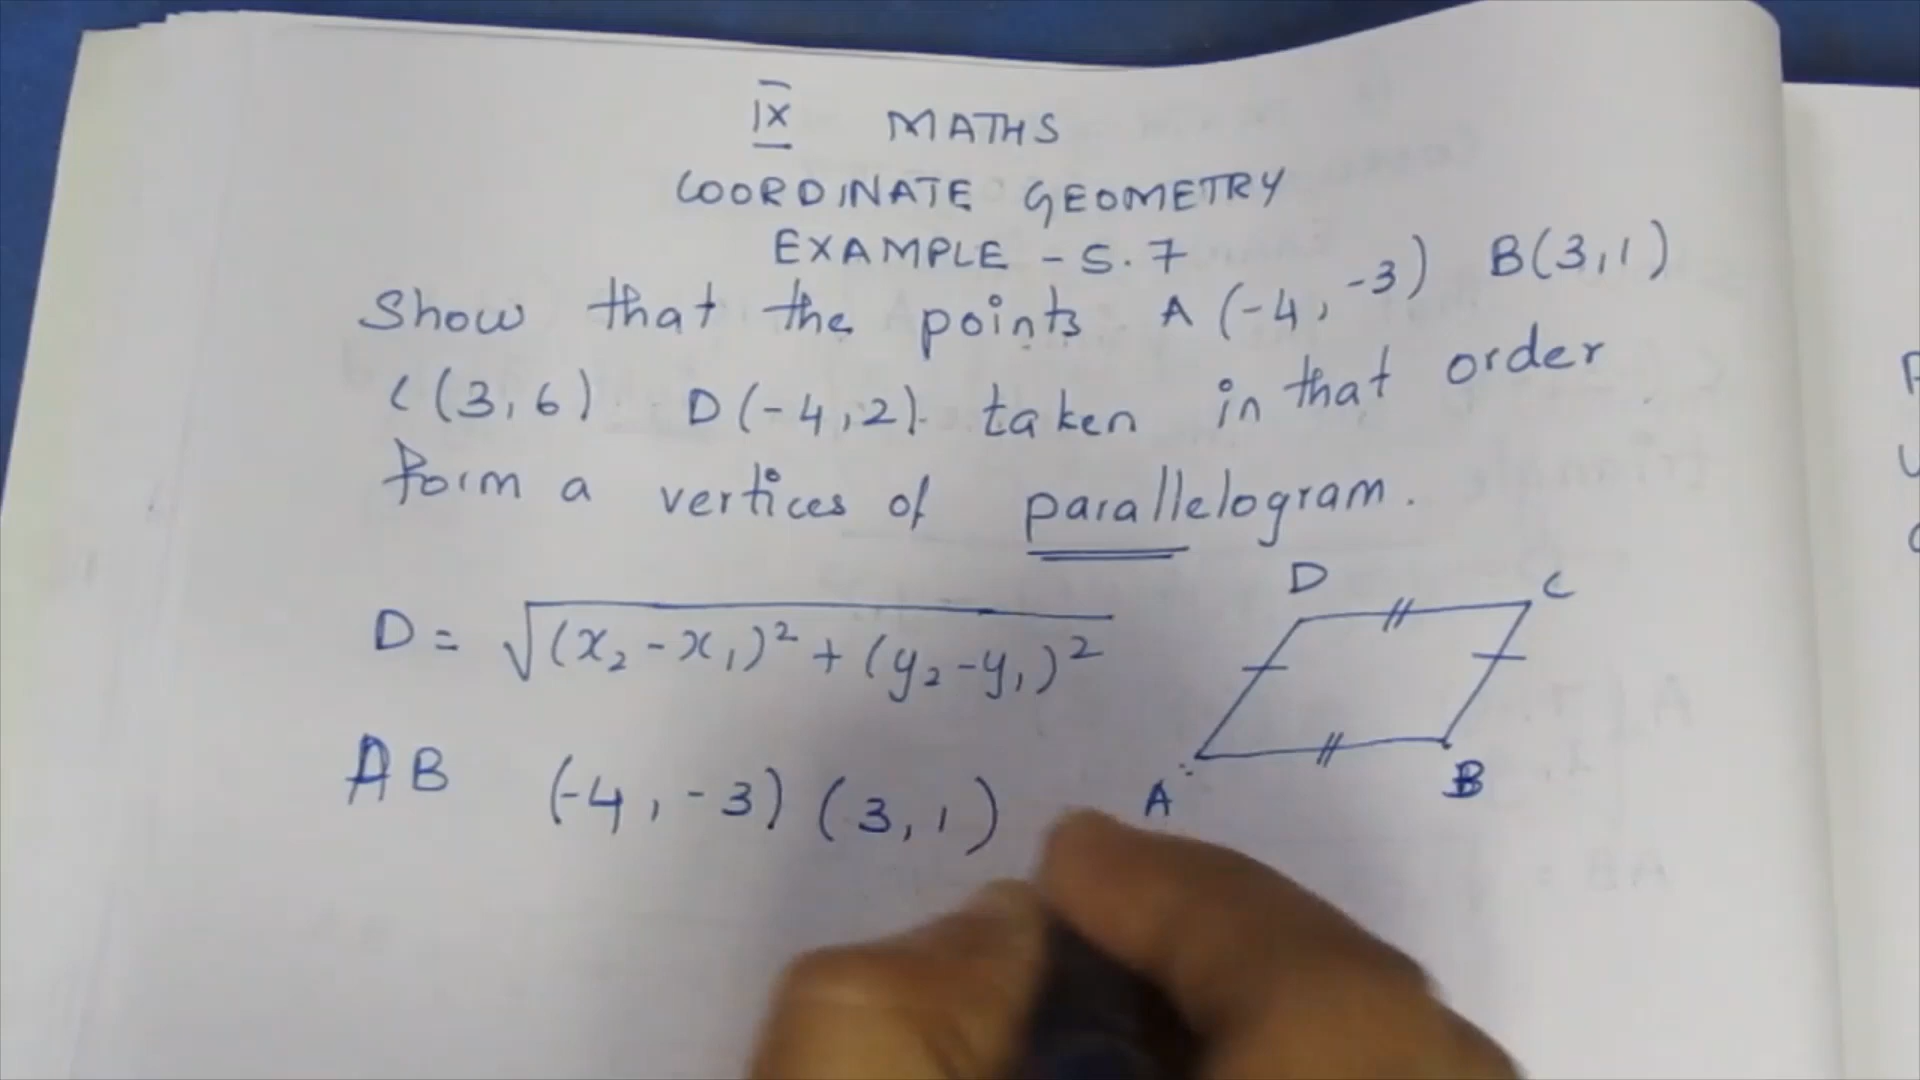 IX MATHS
COORDINATE GEOMETRY
EXAMPLE - 5.7
Show that the points A (-4, -3) B(3,1)
C(3,6) D(-4,2). taken in that order
form a vertices of parallelogram.
D = √(x₂-x₁)² + (y₂-y₁)²
D C
AB (-4, -3) (3,1)
A B